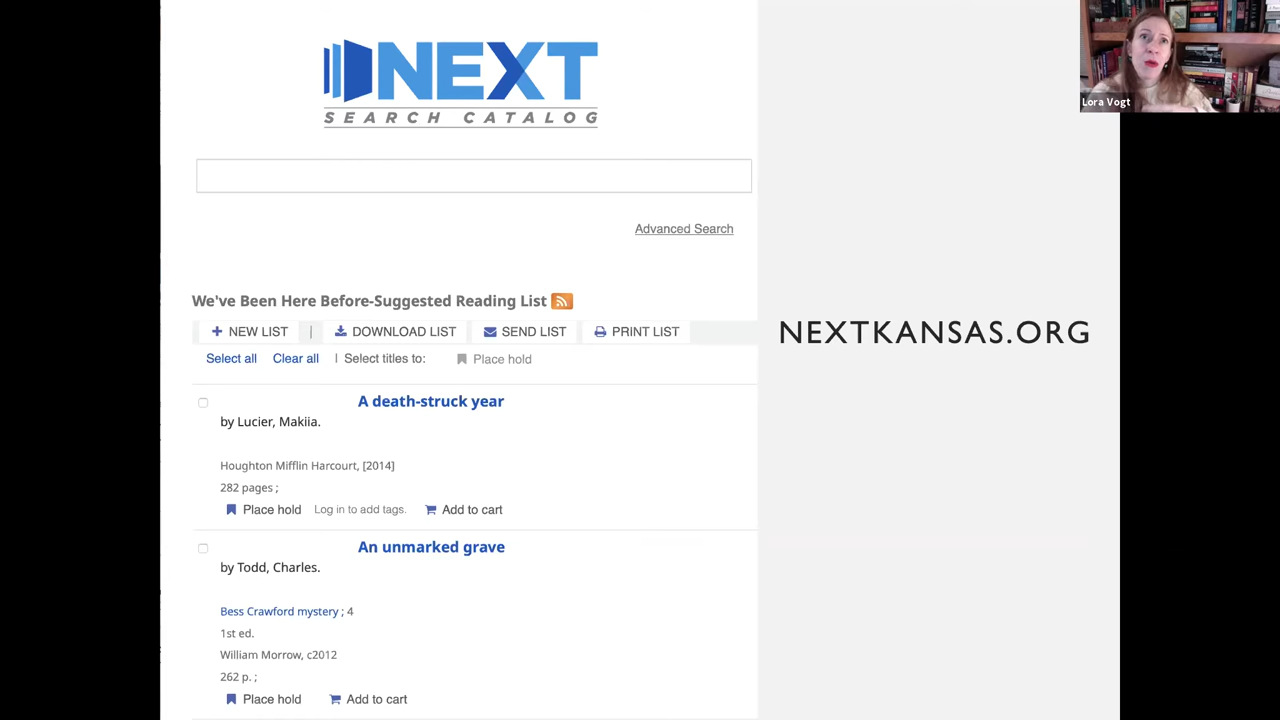 NEXT
SEARCH CATALOG
Lora Vogt
Advanced Search
We've Been Here Before-Suggested Reading List
NEW LIST | DOWNLOAD LIST SEND LIST PRINT LIST
Select all Clear all | Select titles to: Place hold
NEXTKANSAS.ORG
A death-struck year
by Lucier, Makiia.
Houghton Mifflin Harcourt, [2014]
282 pages ;
Place hold Log in to add tags. Add to cart
An unmarked grave
by Todd, Charles.
Bess Crawford mystery ; 4
1st ed.
William Morrow, c2012
262 p. ;
Place hold Add to cart